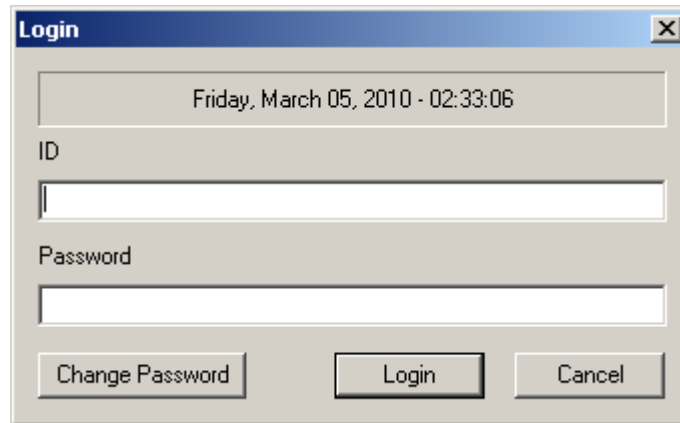 Login
Friday, March 05, 2010 - 02:33:06
ID
Password
Change Password Login Cancel